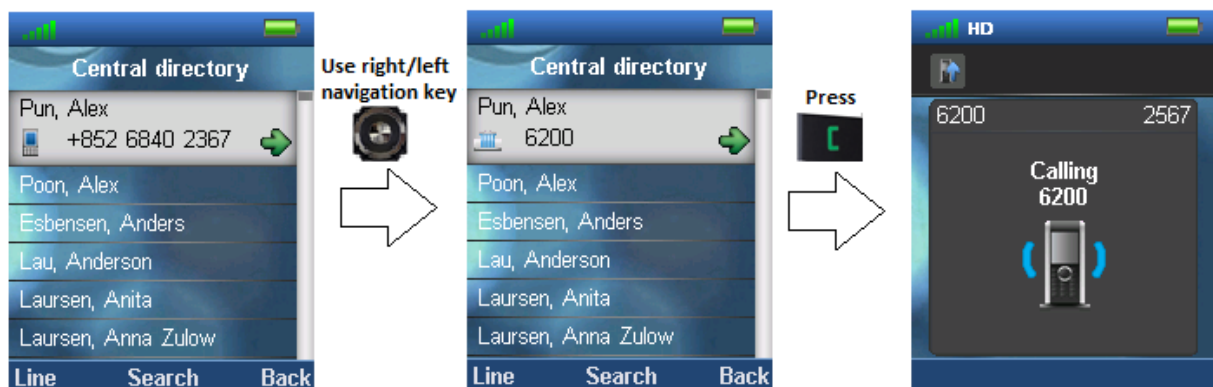 Central directory
Pun, Alex
+852 6840 2367
Poon, Alex
Esbensen, Anders
Lau, Anderson
Laursen, Anita
Laursen, Anna Zulow
Line Search Back
Use right/left
navigation key
Central directory
Pun, Alex
6200
Poon, Alex
Esbensen, Anders
Lau, Anderson
Laursen, Anita
Laursen, Anna Zulow
Line Search Back
Press
HD
6200 2567
Calling
6200